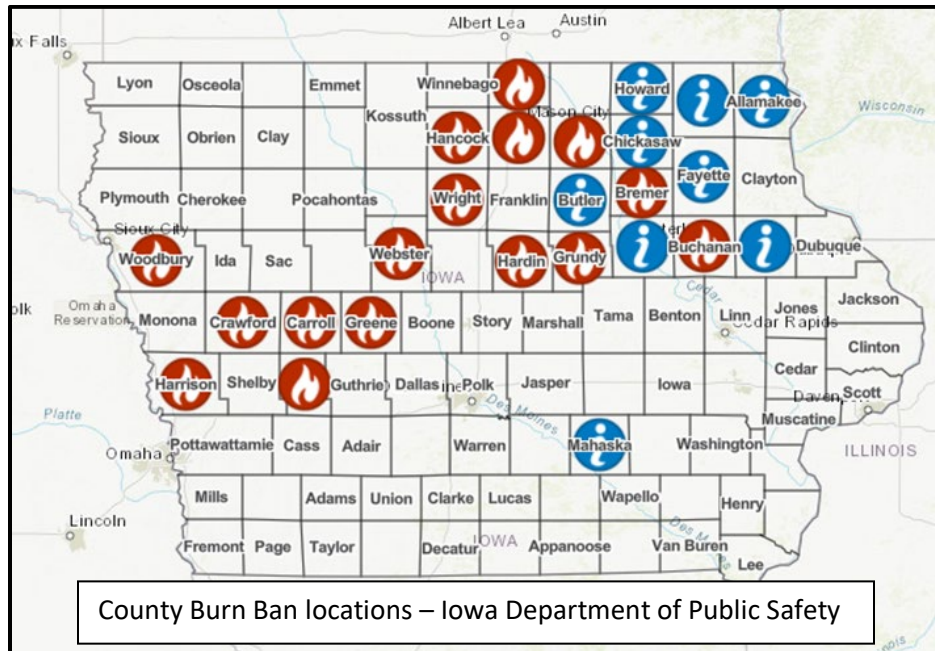 Albert Lea
Austin
ux Falls
Lyon
Osceola
Emmet
Winnebago
Howard
Allamakee
Wisconsin
Kossuth
Mason City
Sioux
Obrien
Clay
Hancock
Chickasaw
Plymouth
Cherokee
Pocahontas
Wright
Franklin
Butler
Bremer
Fayette
Clayton
Sioux City
Woodbury
Ida
Sac
Webster
IOWA
Hardin
Grundy
Buchanan
Dubuque
Omaha
Reservation
olk
Monona
Crawford
Carroll
Greene
Boone
Story
Marshall
Tama
Benton
Cedar
Linn
Cedar Rapids
Jones
Jackson
Clinton
Harrison
Shelby
Guthrie
Dallas
Polk
Jasper
Iowa
Cedar
Scott
Muscatine
Platte
Des Moines
Omaha
Pottawattamie
Cass
Adair
Warren
Mahaska
Washington
ILLINOIS
Mills
Adams
Union
Clarke
Lucas
Wapello
Henry
Lincoln
Fremont
Page
Taylor
Decatur
IOWA
Appanoose
Des Moines
Van Buren
Lee
County Burn Ban locations – Iowa Department of Public Safety